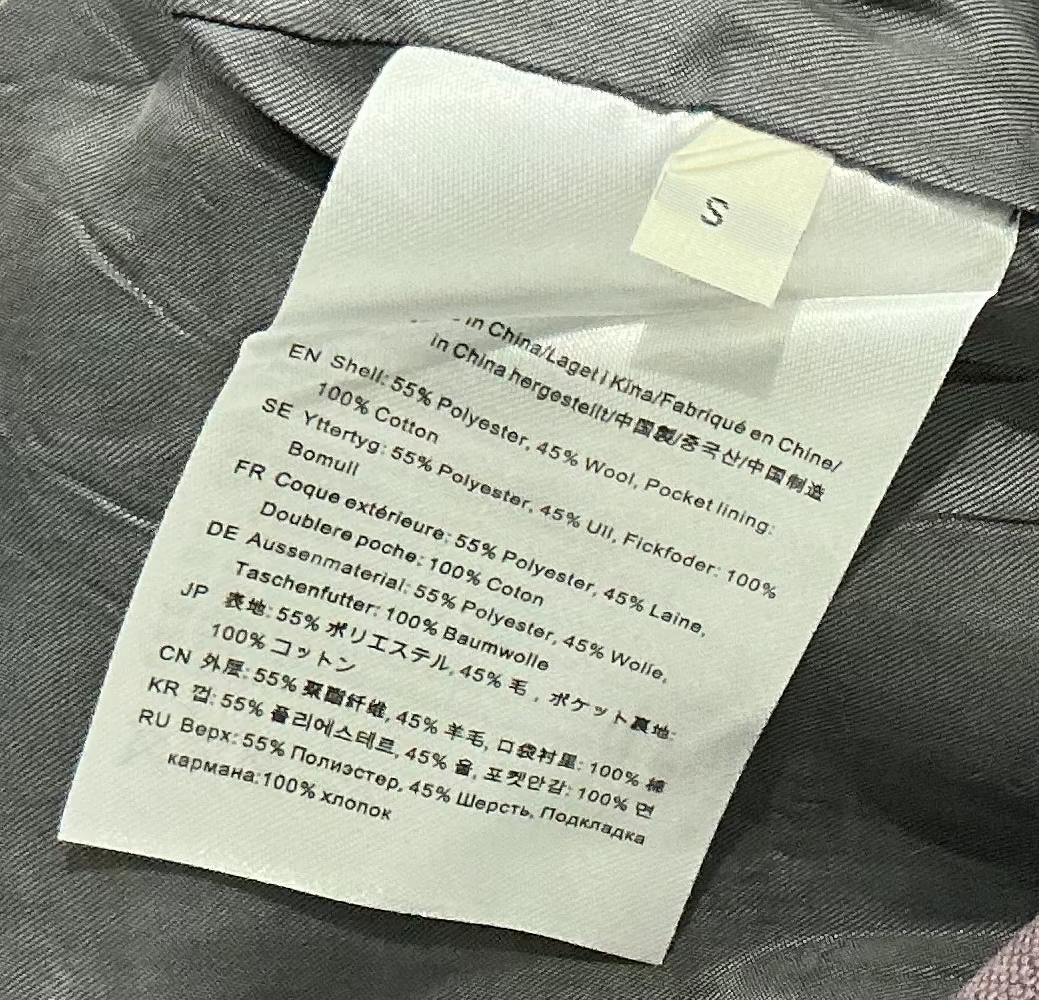 S
in China/Laget i Kina/Fabriqué en Chine/
in China hergestellt/中国製/중국산/中国制造
EN Shell: 55% Polyester, 45% Wool, Pocket lining:
100% Cotton
SE Yttertyg: 55% Polyester, 45% Ull, Fickfoder: 100%
Bomull
FR Coque extérieure: 55% Polyester, 45% Laine,
Doublere poche: 100% Coton
DE Aussenmaterial: 55% Polyester, 45% Wolle,
Taschenfutter: 100% Baumwolle
JP 表地: 55% ポリエステル, 45% 毛 , ポケット裏地:
100% コットン
CN 外层: 55% 聚酯纤维, 45% 羊毛, 口袋衬里: 100% 綿
KR 겁: 55% 폴리에스테르, 45% 울, 포켓안감: 100% 면
RU Верх: 55% Полиэстер, 45% Шерсть, Подкладка
кармана:100% хлопок